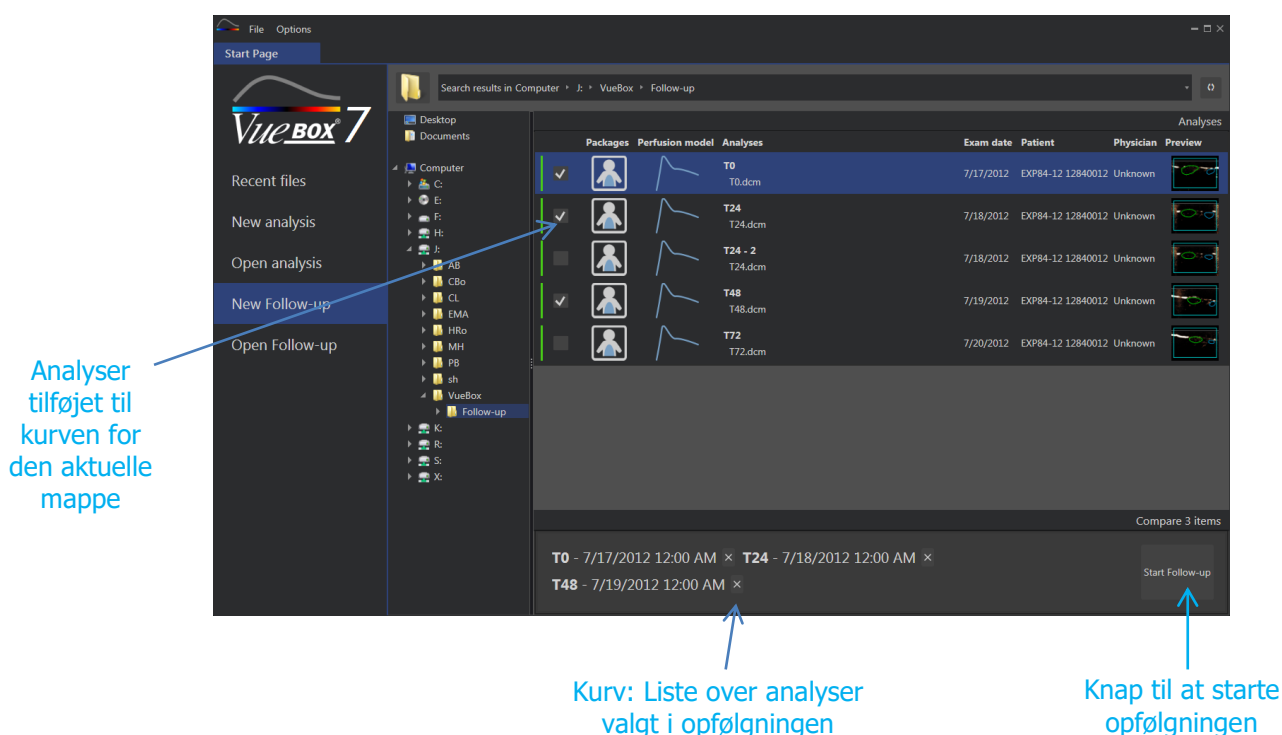 File Options
Start Page
VUEBOX® 7
Recent files
New analysis
Open analysis
New Follow-up
Open Follow-up
Search results in Computer J: VueBox Follow-up
Desktop
Documents
Computer
C:
E:
F:
H:
J:
AB
CBo
CL
EMA
HRo
MH
PB
sh
VueBox
Follow-up
K:
R:
S:
X:
Analyses
Packages Perfusion model Analyses Exam date Patient Physician Preview
T0
T0.dcm
7/17/2012 EXP84-12 12840012 Unknown
T24
T24.dcm
7/18/2012 EXP84-12 12840012 Unknown
T24 - 2
T24.dcm
7/18/2012 EXP84-12 12840012 Unknown
T48
T48.dcm
7/19/2012 EXP84-12 12840012 Unknown
T72
T72.dcm
7/20/2012 EXP84-12 12840012 Unknown
Compare 3 items
T0 - 7/17/2012 12:00 AM × T24 - 7/18/2012 12:00 AM ×
T48 - 7/19/2012 12:00 AM ×
Start Follow-up
Analyser
tilføjet til
kurven for
den aktuelle
mappe
Kurv: Liste over analyser
valgt i opfølgningen
Knap til at starte
opfølgningen